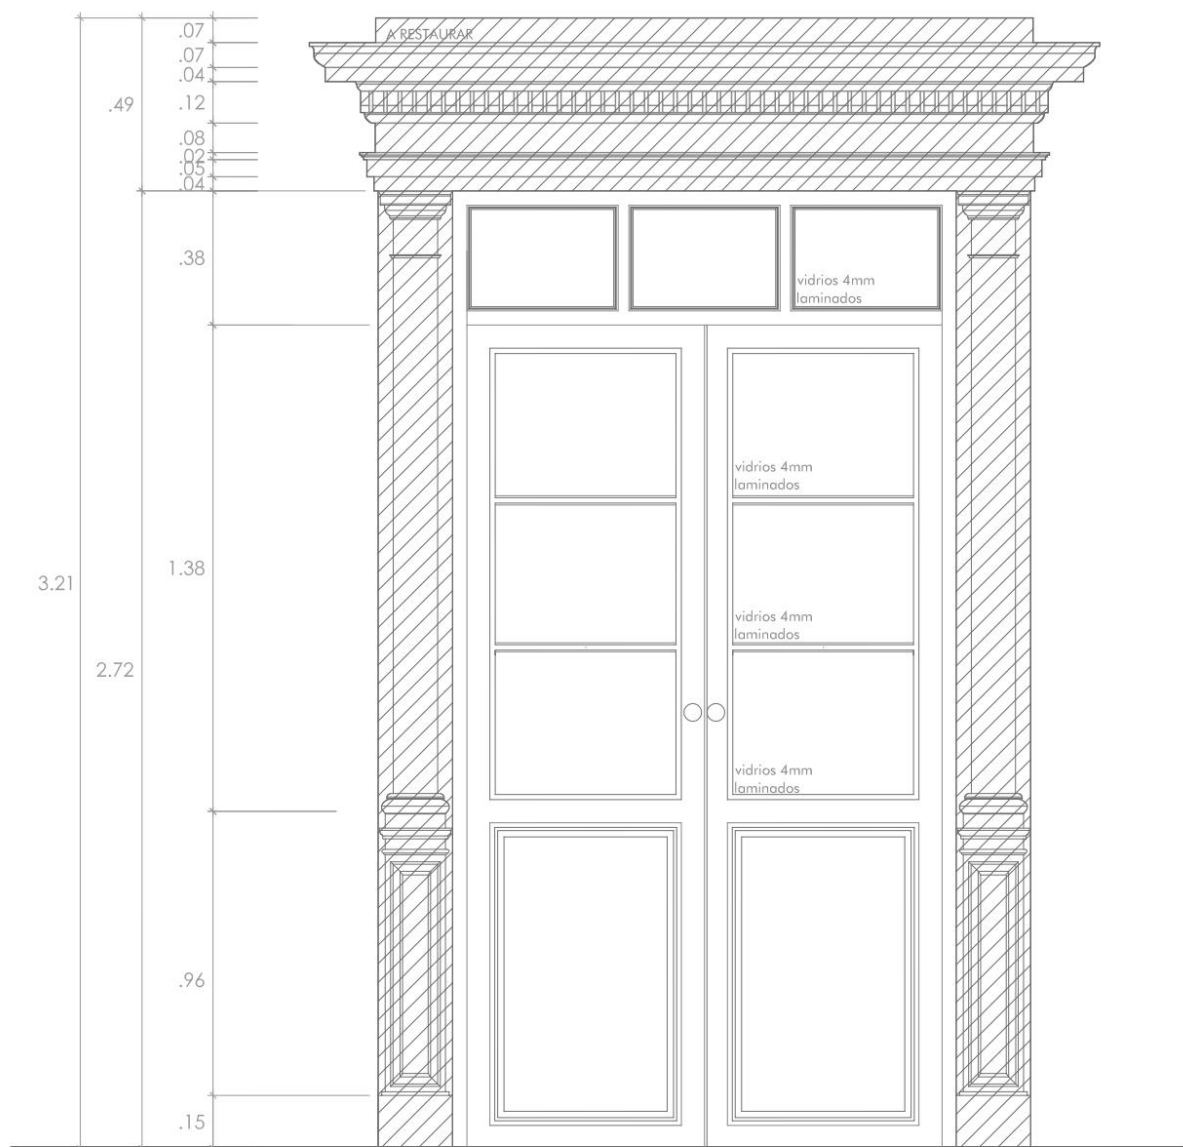 .07
A RESTAURAR
.07
.04
.49
.12
.08
.02
.05
.04
.38
vidrios 4mm
laminados
vidrios 4mm
laminados
1.38
3.21
vidrios 4mm
laminados
2.72
vidrios 4mm
laminados
.96
.15